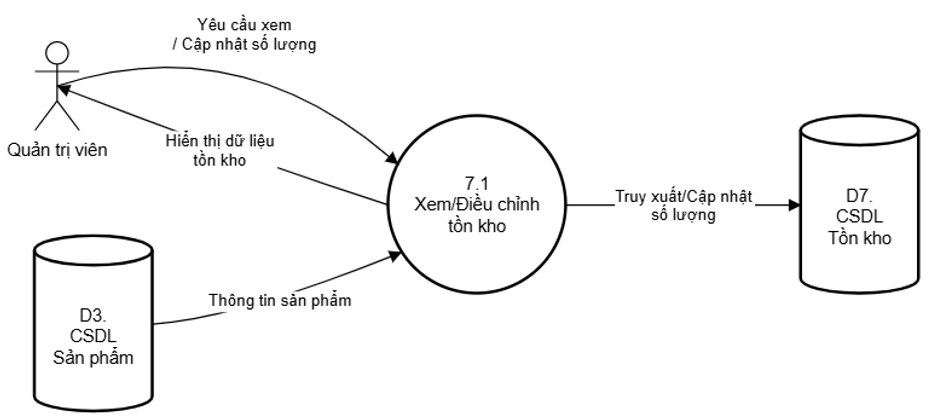 Yêu cầu xem
/ Cập nhật số lượng
Quản trị viên
Hiển thị dữ liệu
tồn kho
7.1
Xem/Điều chỉnh
tồn kho
Truy xuất/Cập nhật
số lượng
D7.
CSDL
Tồn kho
Thông tin sản phẩm
D3.
CSDL
Sản phẩm